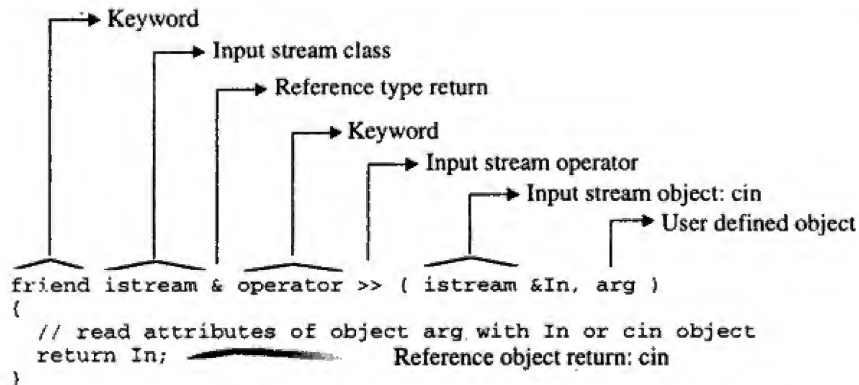 Keyword
Input stream class
Reference type return
Keyword
Input stream operator
Input stream object: cin
User defined object
friend istream & operator >> ( istream &In, arg )
{
// read attributes of object arg with In or cin object
return In; Reference object return: cin
}